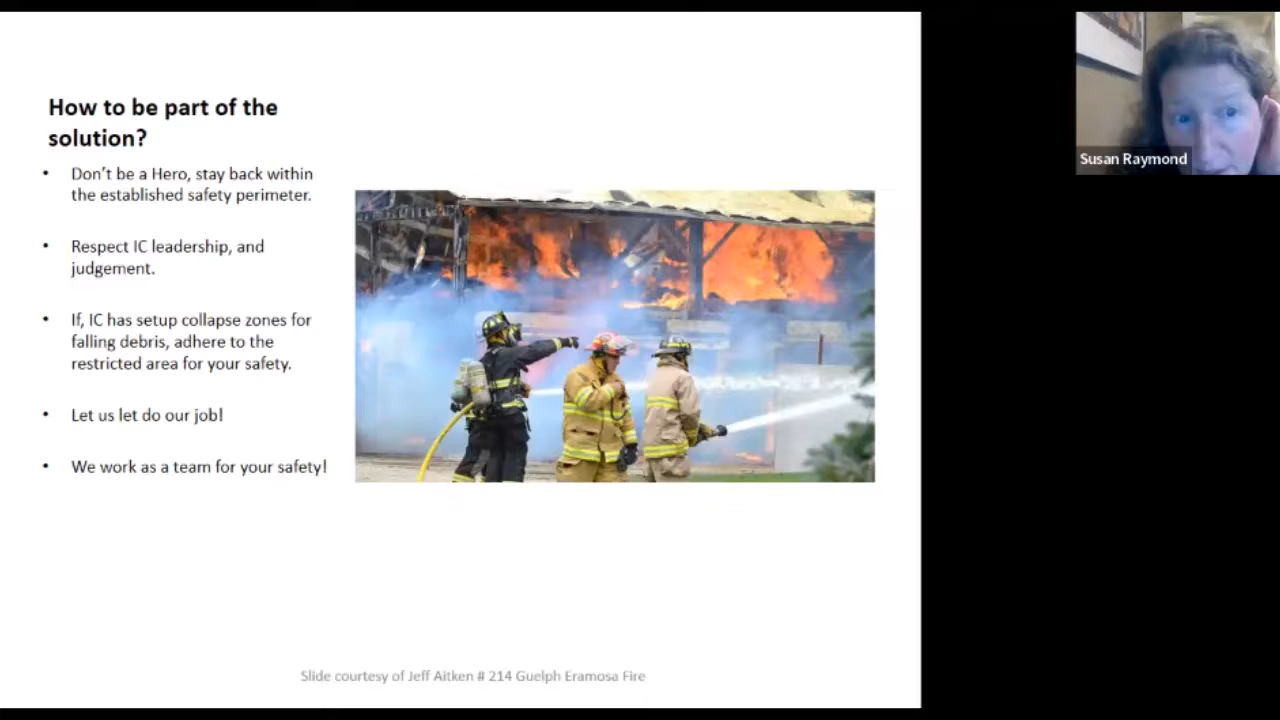 How to be part of the
solution?
• Don't be a Hero, stay back within
the established safety perimeter.
• Respect IC leadership, and
judgement.
• If, IC has setup collapse zones for
falling debris, adhere to the
restricted area for your safety.
• Let us let do our job!
• We work as a team for your safety!
Slide courtesy of Jeff Aitken # 214 Guelph Eramosa Fire
Susan Raymond